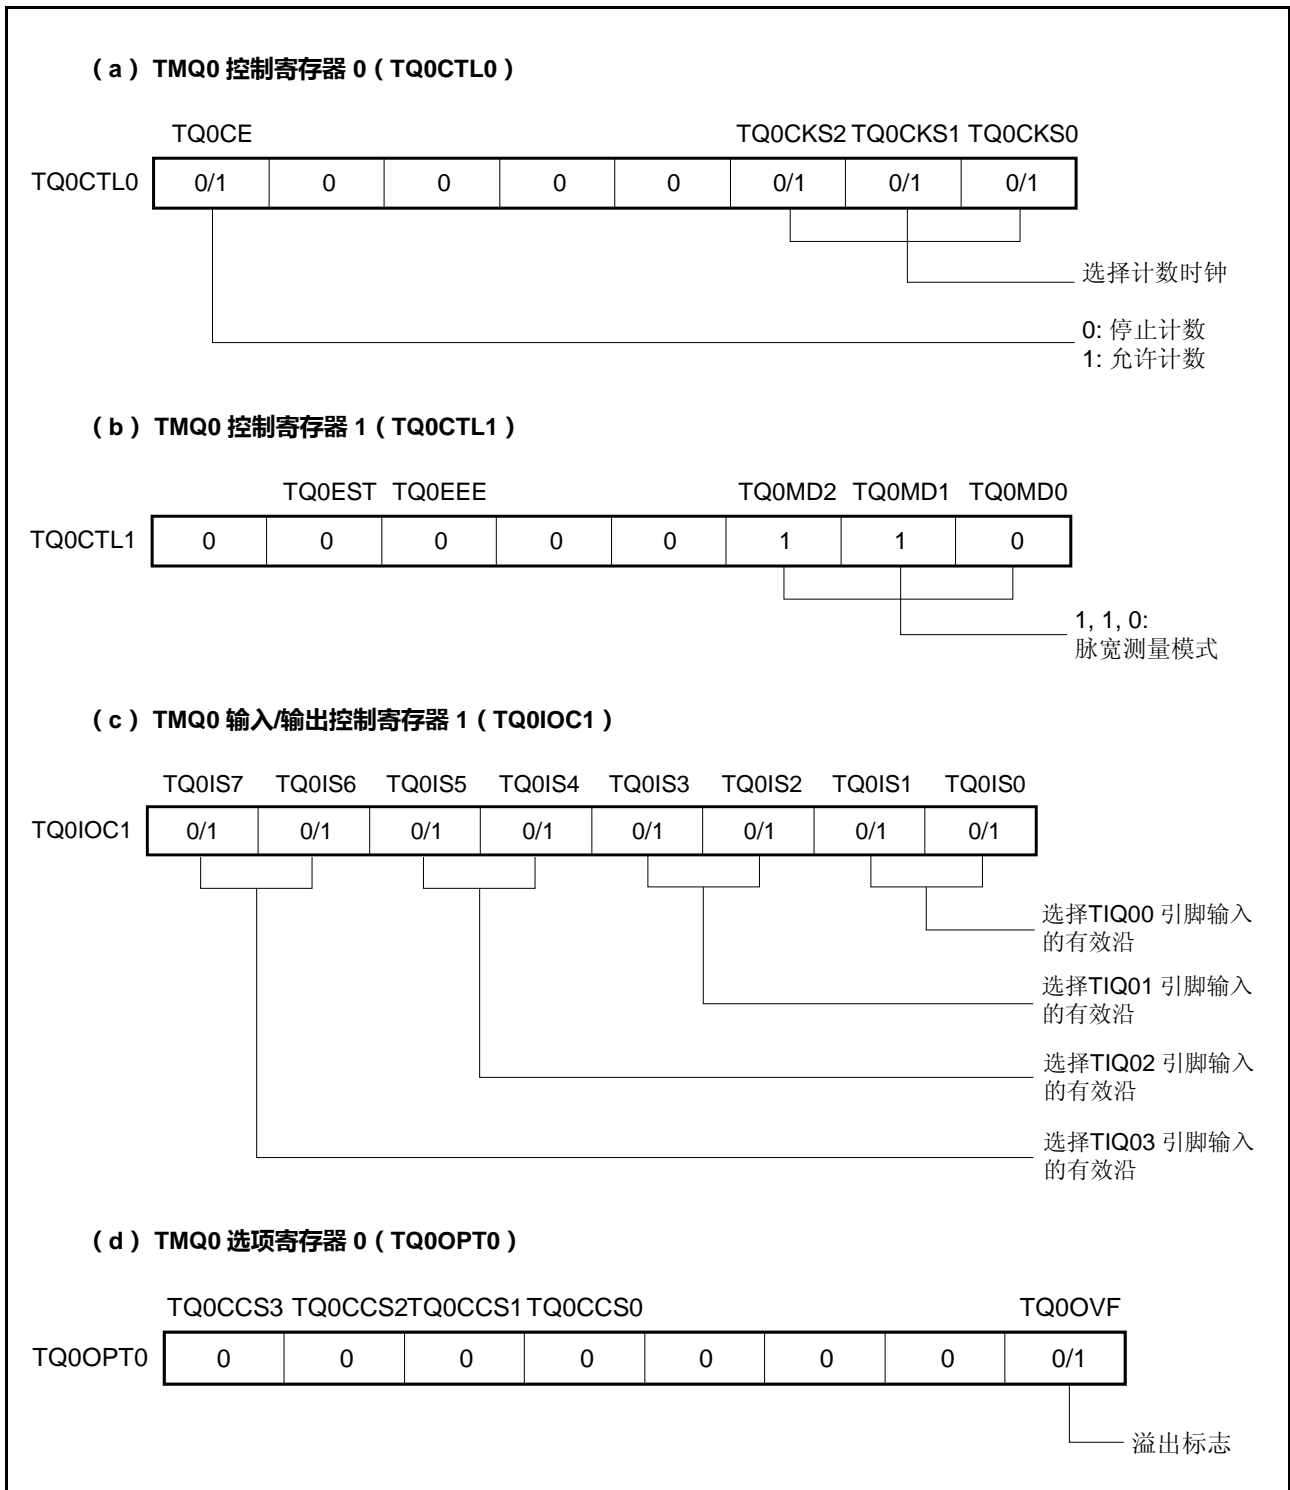 （a） TMQ0 控制寄存器 0（TQ0CTL0）
TQ0CE TQ0CKS2 TQ0CKS1 TQ0CKS0
TQ0CTL0 0/1 0 0 0 0 0/1 0/1 0/1
选择计数时钟
0: 停止计数
1: 允许计数
（b） TMQ0 控制寄存器 1（TQ0CTL1）
TQ0EST TQ0EEE TQ0MD2 TQ0MD1 TQ0MD0
TQ0CTL1 0 0 0 0 0 1 1 0
1, 1, 0:
脉宽测量模式
（c） TMQ0 输入/输出控制寄存器 1（TQ0IOC1）
TQ0IS7 TQ0IS6 TQ0IS5 TQ0IS4 TQ0IS3 TQ0IS2 TQ0IS1 TQ0IS0
TQ0IOC1 0/1 0/1 0/1 0/1 0/1 0/1 0/1 0/1
选择TIQ00 引脚输入
的有效沿
选择TIQ01 引脚输入
的有效沿
选择TIQ02 引脚输入
的有效沿
选择TIQ03 引脚输入
的有效沿
（d） TMQ0 选项寄存器 0（TQ0OPT0）
TQ0CCS3 TQ0CCS2 TQ0CCS1 TQ0CCS0 TQ0OVF
TQ0OPT0 0 0 0 0 0 0 0 0/1
溢出标志